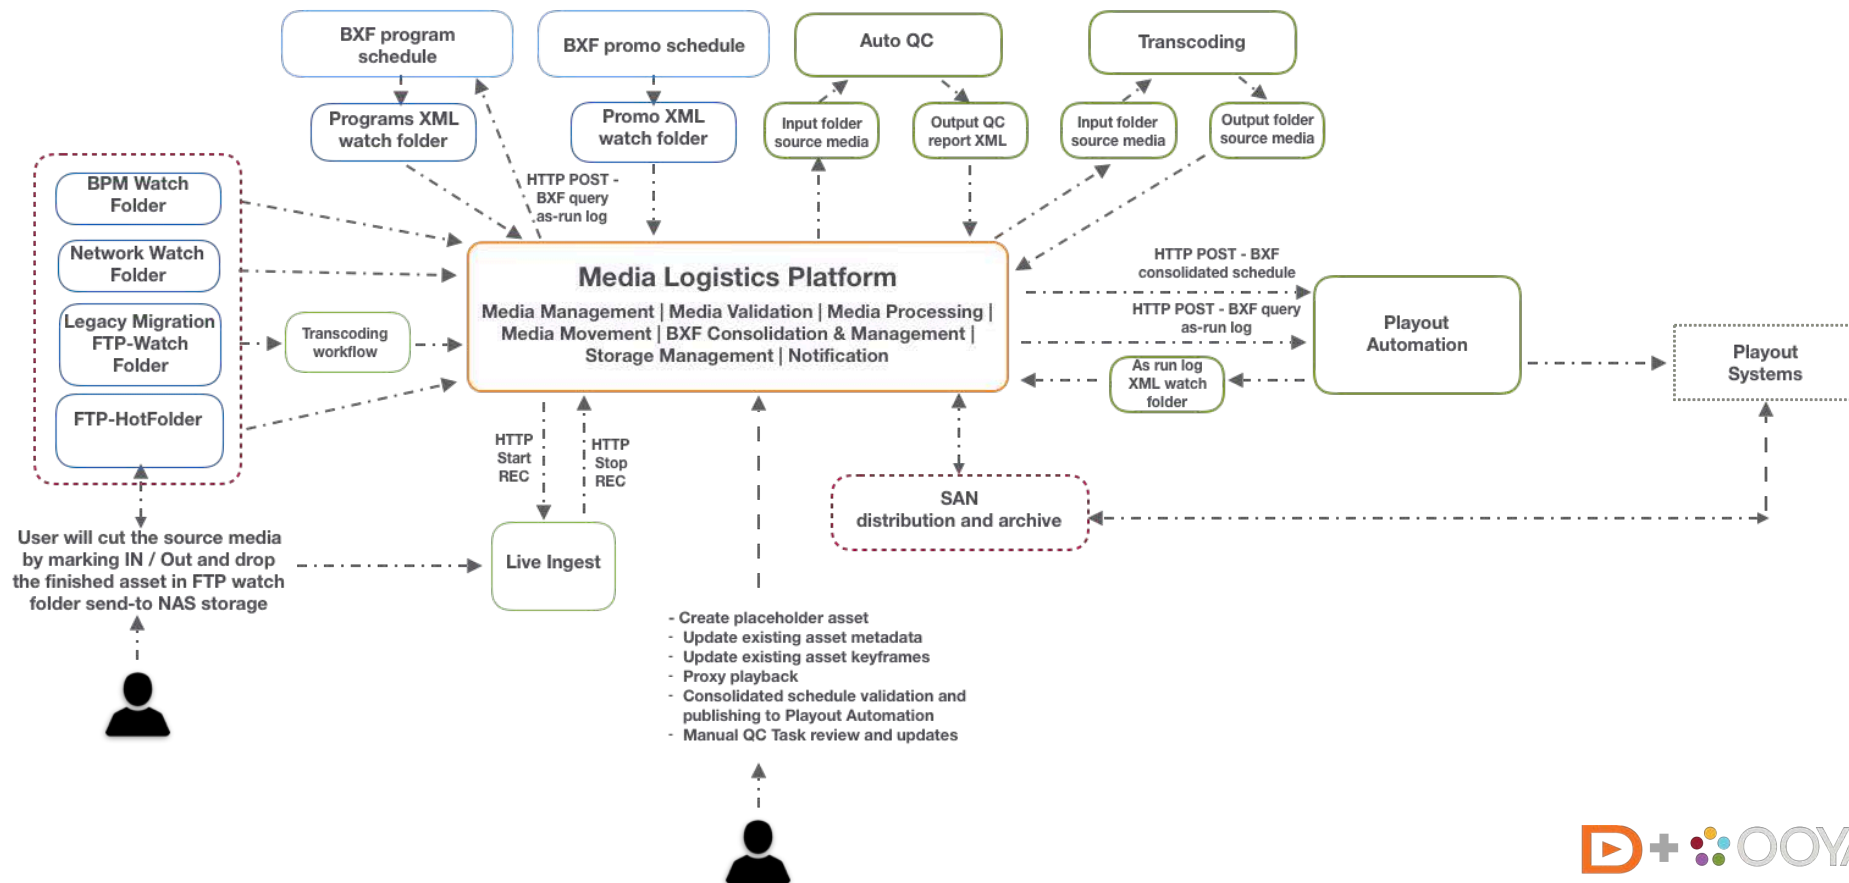 BXF program
schedule
BXF promo schedule
Auto QC
Transcoding
Programs XML
watch folder
Promo XML
watch folder
Input folder
source media
Output QC
report XML
Input folder
source media
Output folder
source media
HTTP POST -
BXF query
as-run log
BPM Watch
Folder
Network Watch
Folder
Legacy Migration
FTP-Watch
Folder
FTP-HotFolder
Transcoding
workflow
Media Logistics Platform
Media Management | Media Validation | Media Processing |
Media Movement | BXF Consolidation & Management |
Storage Management | Notification
HTTP POST - BXF
consolidated schedule
HTTP POST - BXF query
as-run log
As run log
XML watch
folder
Playout
Automation
Playout
Systems
HTTP
Start
REC
HTTP
Stop
REC
SAN
distribution and archive
User will cut the source media
by marking IN / Out and drop
the finished asset in FTP watch
folder send-to NAS storage
Live Ingest
- Create placeholder asset
- Update existing asset metadata
- Update existing asset keyframes
- Proxy playback
- Consolidated schedule validation and
publishing to Playout Automation
- Manual QC Task review and updates
D + OOY